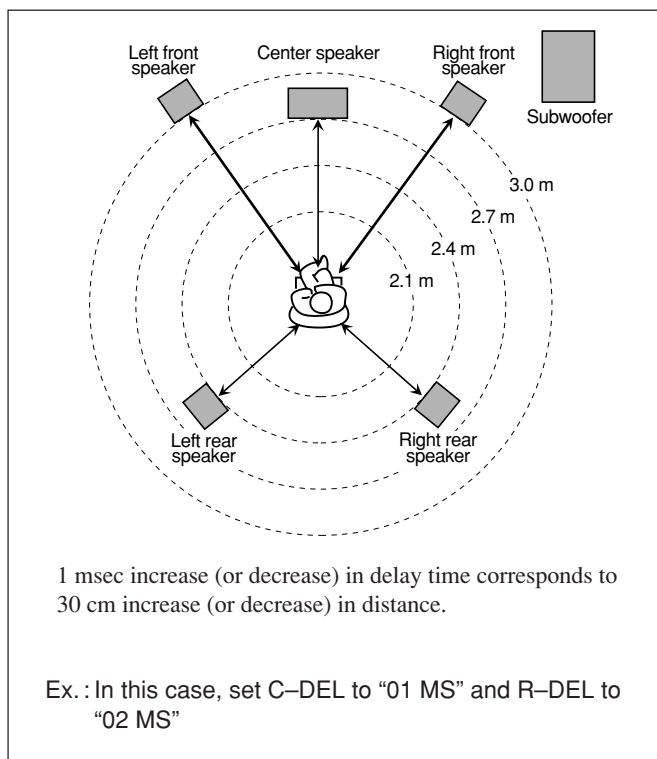 Left front
speaker
Center speaker
Right front
speaker
Subwoofer
3.0 m
2.7 m
2.4 m
2.1 m
Left rear
speaker
Right rear
speaker
1 msec increase (or decrease) in delay time corresponds to
30 cm increase (or decrease) in distance.
Ex. : In this case, set C–DEL to “01 MS” and R–DEL to
“02 MS”